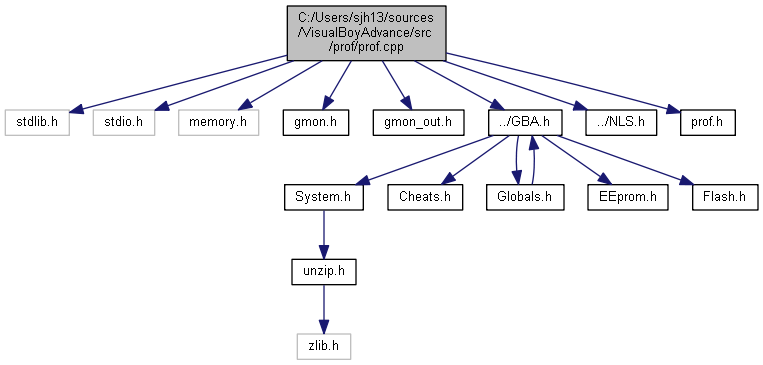 C:/Users/sjh13/sources
/VisualBoyAdvance/src
/prof/prof.cpp
stdlib.h
stdio.h
memory.h
gmon.h
gmon_out.h
../GBA.h
../NLS.h
prof.h
System.h
Cheats.h
Globals.h
EEprom.h
Flash.h
unzip.h
zlib.h